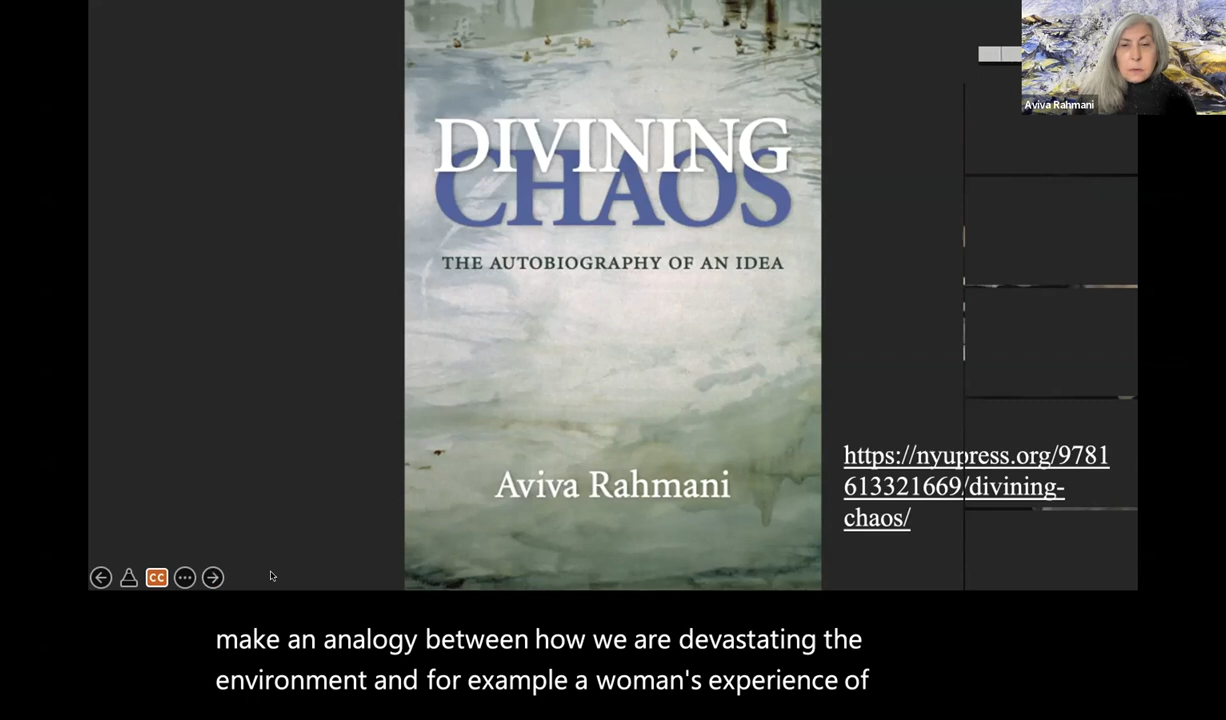 Aviva Rahmani
DIVINING
CHAOS
THE AUTOBIOGRAPHY OF AN IDEA
Aviva Rahmani
https://nyupress.org/9781
613321669/divining-
chaos/
CC
make an analogy between how we are devastating the
environment and for example a woman's experience of